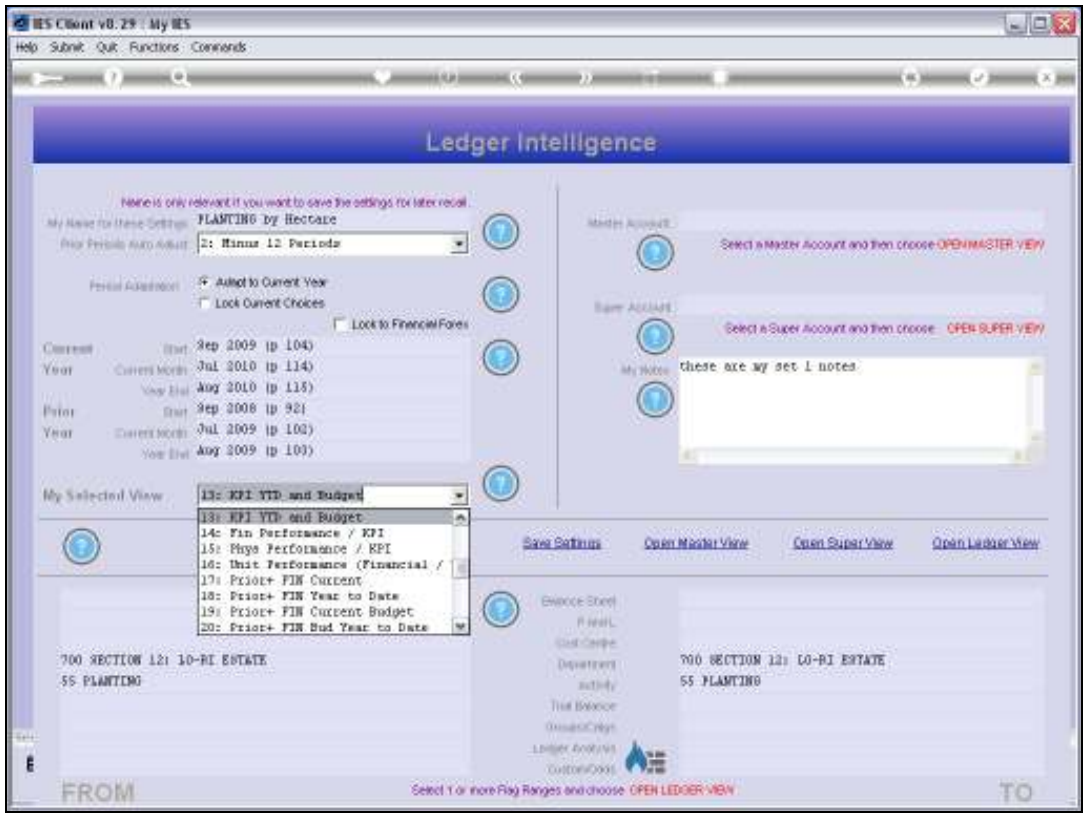 IES Client v8.29 : My IES
Help Submit Quit Functions Commands
Ledger Intelligence
Name is only relevant if you want to save the settings for later recall.
My Name for these Settings PLANTING by Hectare
Prior Periods Auto Adjust 2: Minus 12 Periods
Master Account
Select a Master Account and then choose OPEN MASTER VIEW
Period Adaptation Adapt to Current Year
Lock Current Choices
Lock to Financial Forex
Super Account
Select a Super Account and then choose OPEN SUPER VIEW
Current Start Sep 2009 (p 104)
Year Current Month Jul 2010 (p 114)
Year End Aug 2010 (p 115)
Prior Start Sep 2008 (p 92)
Year Current Month Jul 2009 (p 102)
Year End Aug 2009 (p 103)
My Notes these are my set 1 notes
My Selected View 13: KPI YTD and Budget
13: KPI YTD and Budget
14: Fin Performance / KPI
15: Phys Performance / KPI
16: Unit Performance (Financial /
17: Prior+ FIN Current
18: Prior+ FIN Year to Date
19: Prior+ FIN Current Budget
20: Prior+ FIN Bud Year to Date
Save Settings Open Master View Open Super View Open Ledger View
Balance Sheet
P and L
Cost Centre
700 SECTION 12: LO-RI ESTATE Department 700 SECTION 12: LO-RI ESTATE
55 PLANTING Activity 55 PLANTING
Trial Balance
Ledger Analysis
FROM Select 1 or more Flag Ranges and choose OPEN LEDGER VIEW TO